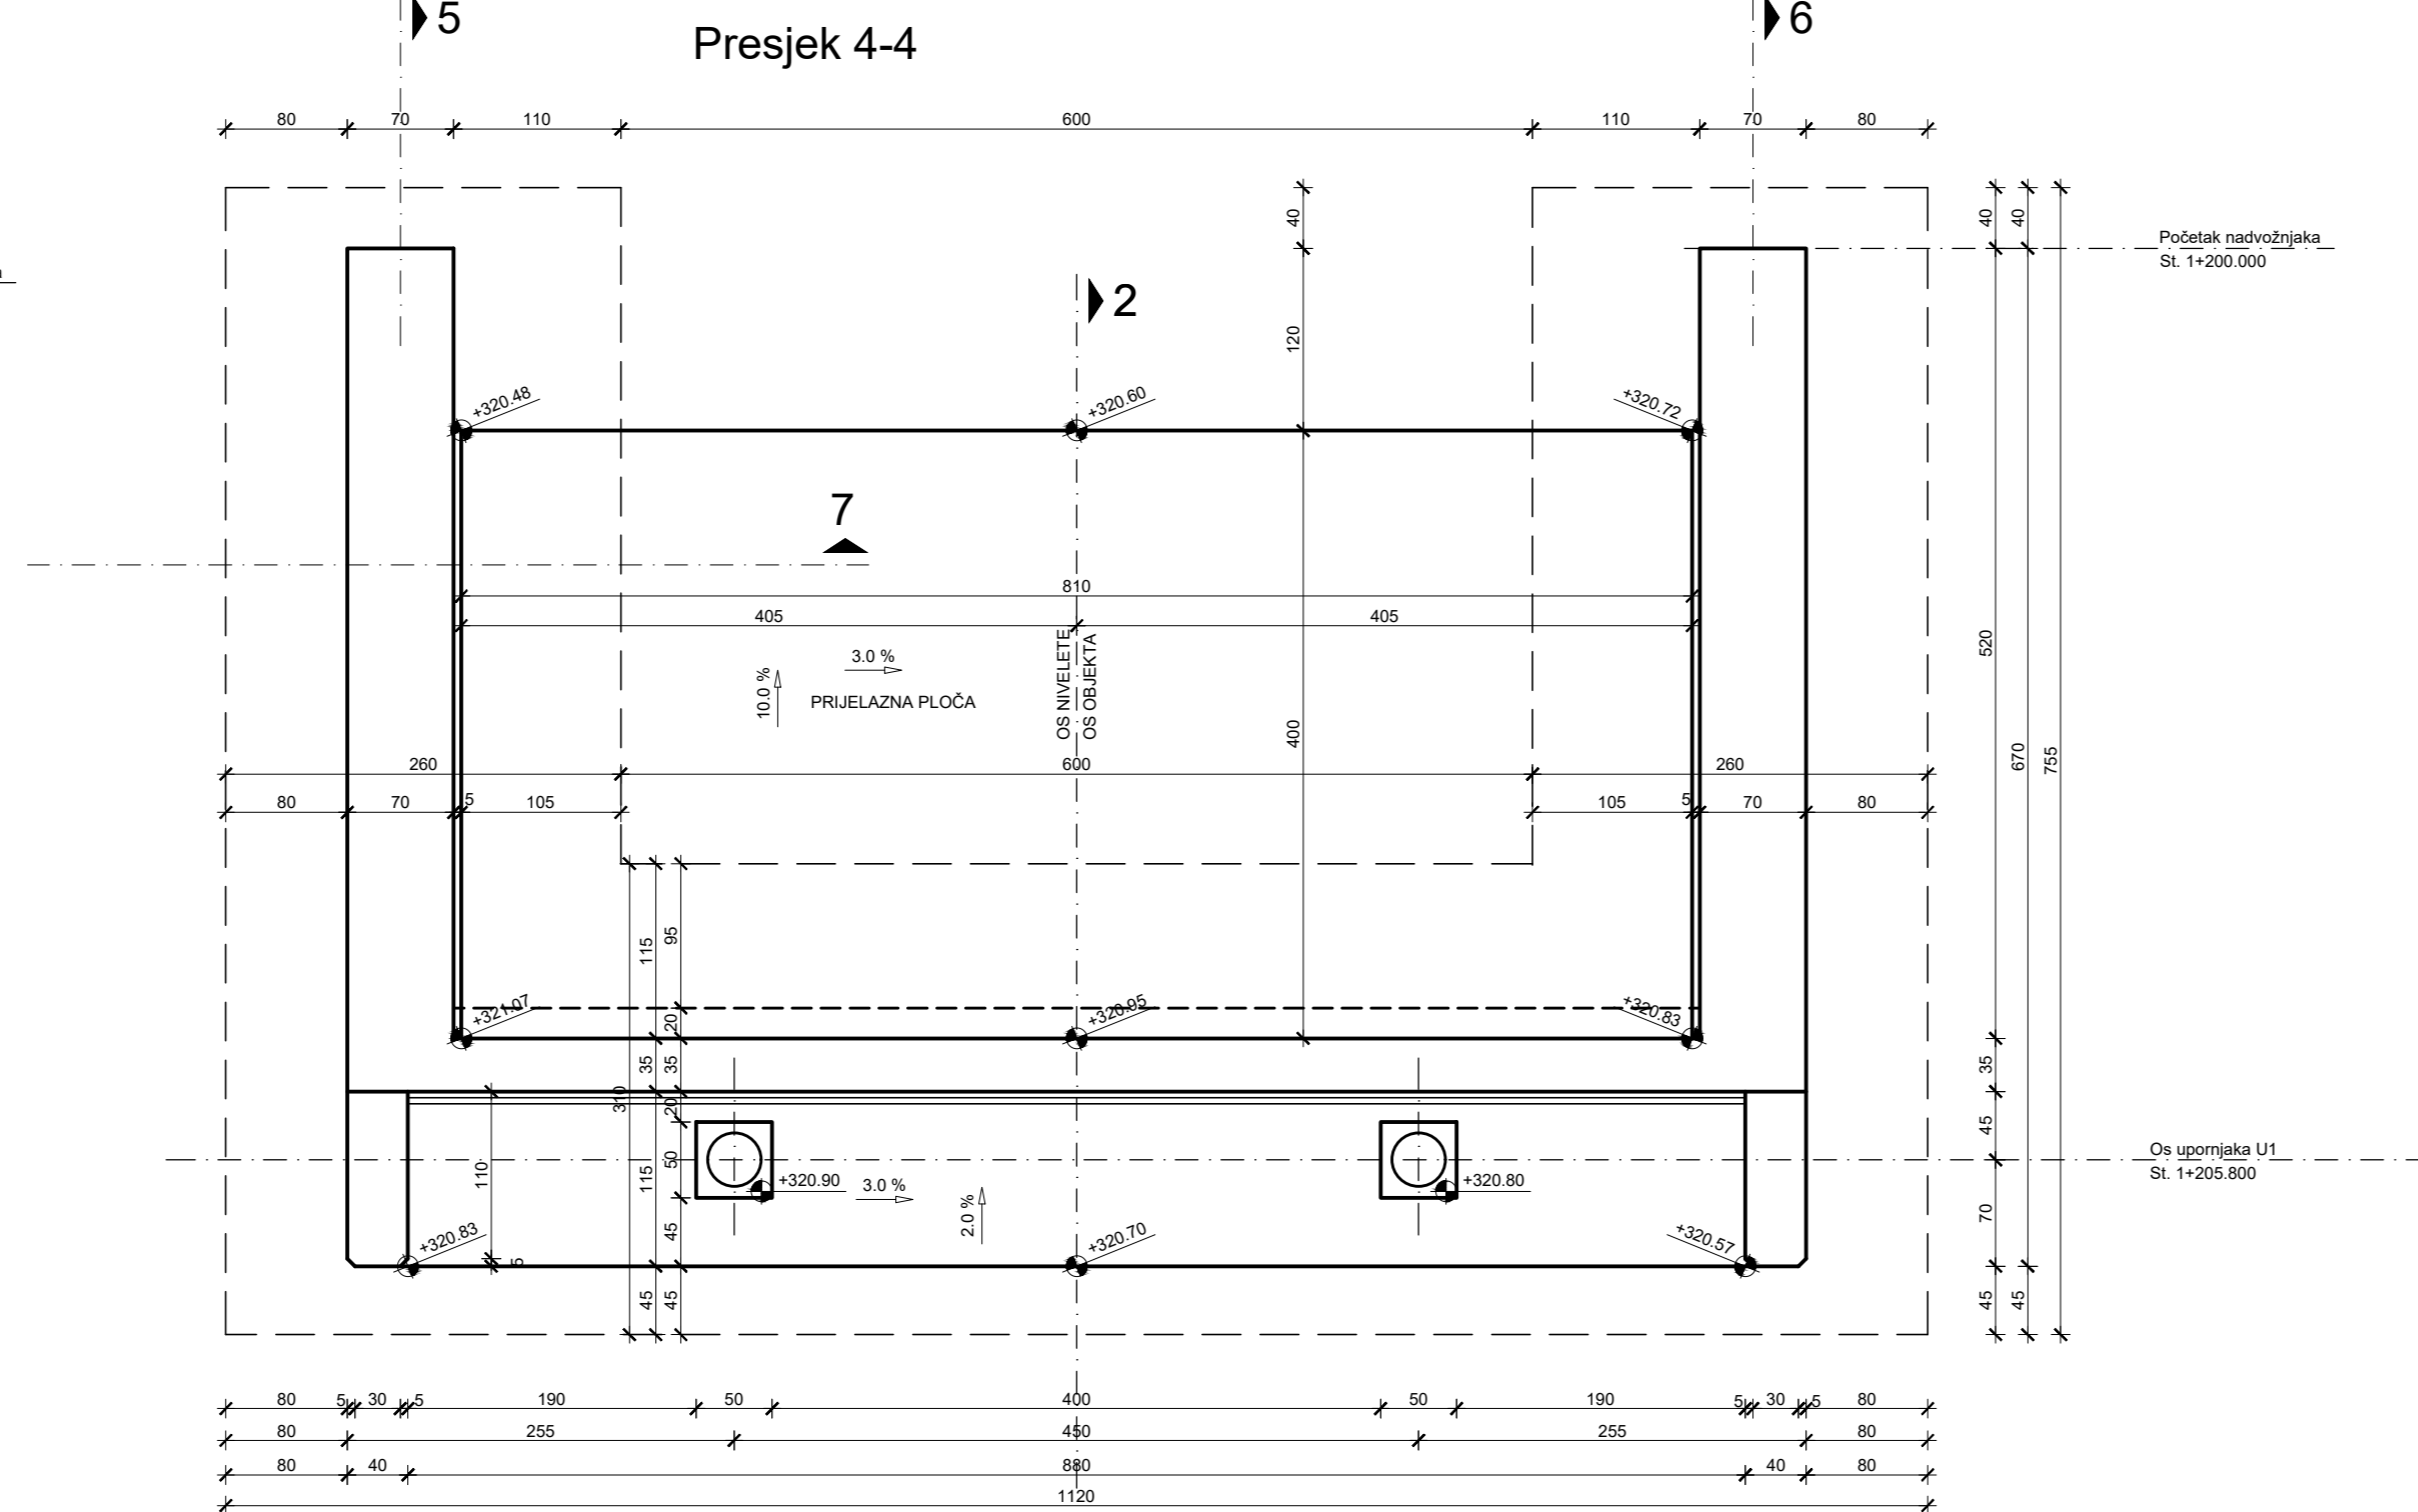 5
Presjek 4-4
6
80 70 110 600 110 70 80
40 40 40
Početak nadvožnjaka
St. 1+200.000
2
120
+320.48 +320.60 +320.72
7
810
405 405
520
OS NIVELETE
OS OBJEKTA
3.0 %
10.0 %
PRIJELAZNA PLOČA
400
670
755
260 600 260
80 70 5 105 105 5 70 80
115 95
+321.07 +320.95 +320.83
20
35 35 35
310
20
45
110 115 50
+320.90 3.0 % +320.80
Os upornjaka U1
St. 1+205.800
2.0 %
45 70
+320.83 +320.70 +320.57
5
45 45 45 45
80 5 30 5 190 50 400 50 190 5 30 5 80
80 255 450 255 80
80 40 880 40 80
1120